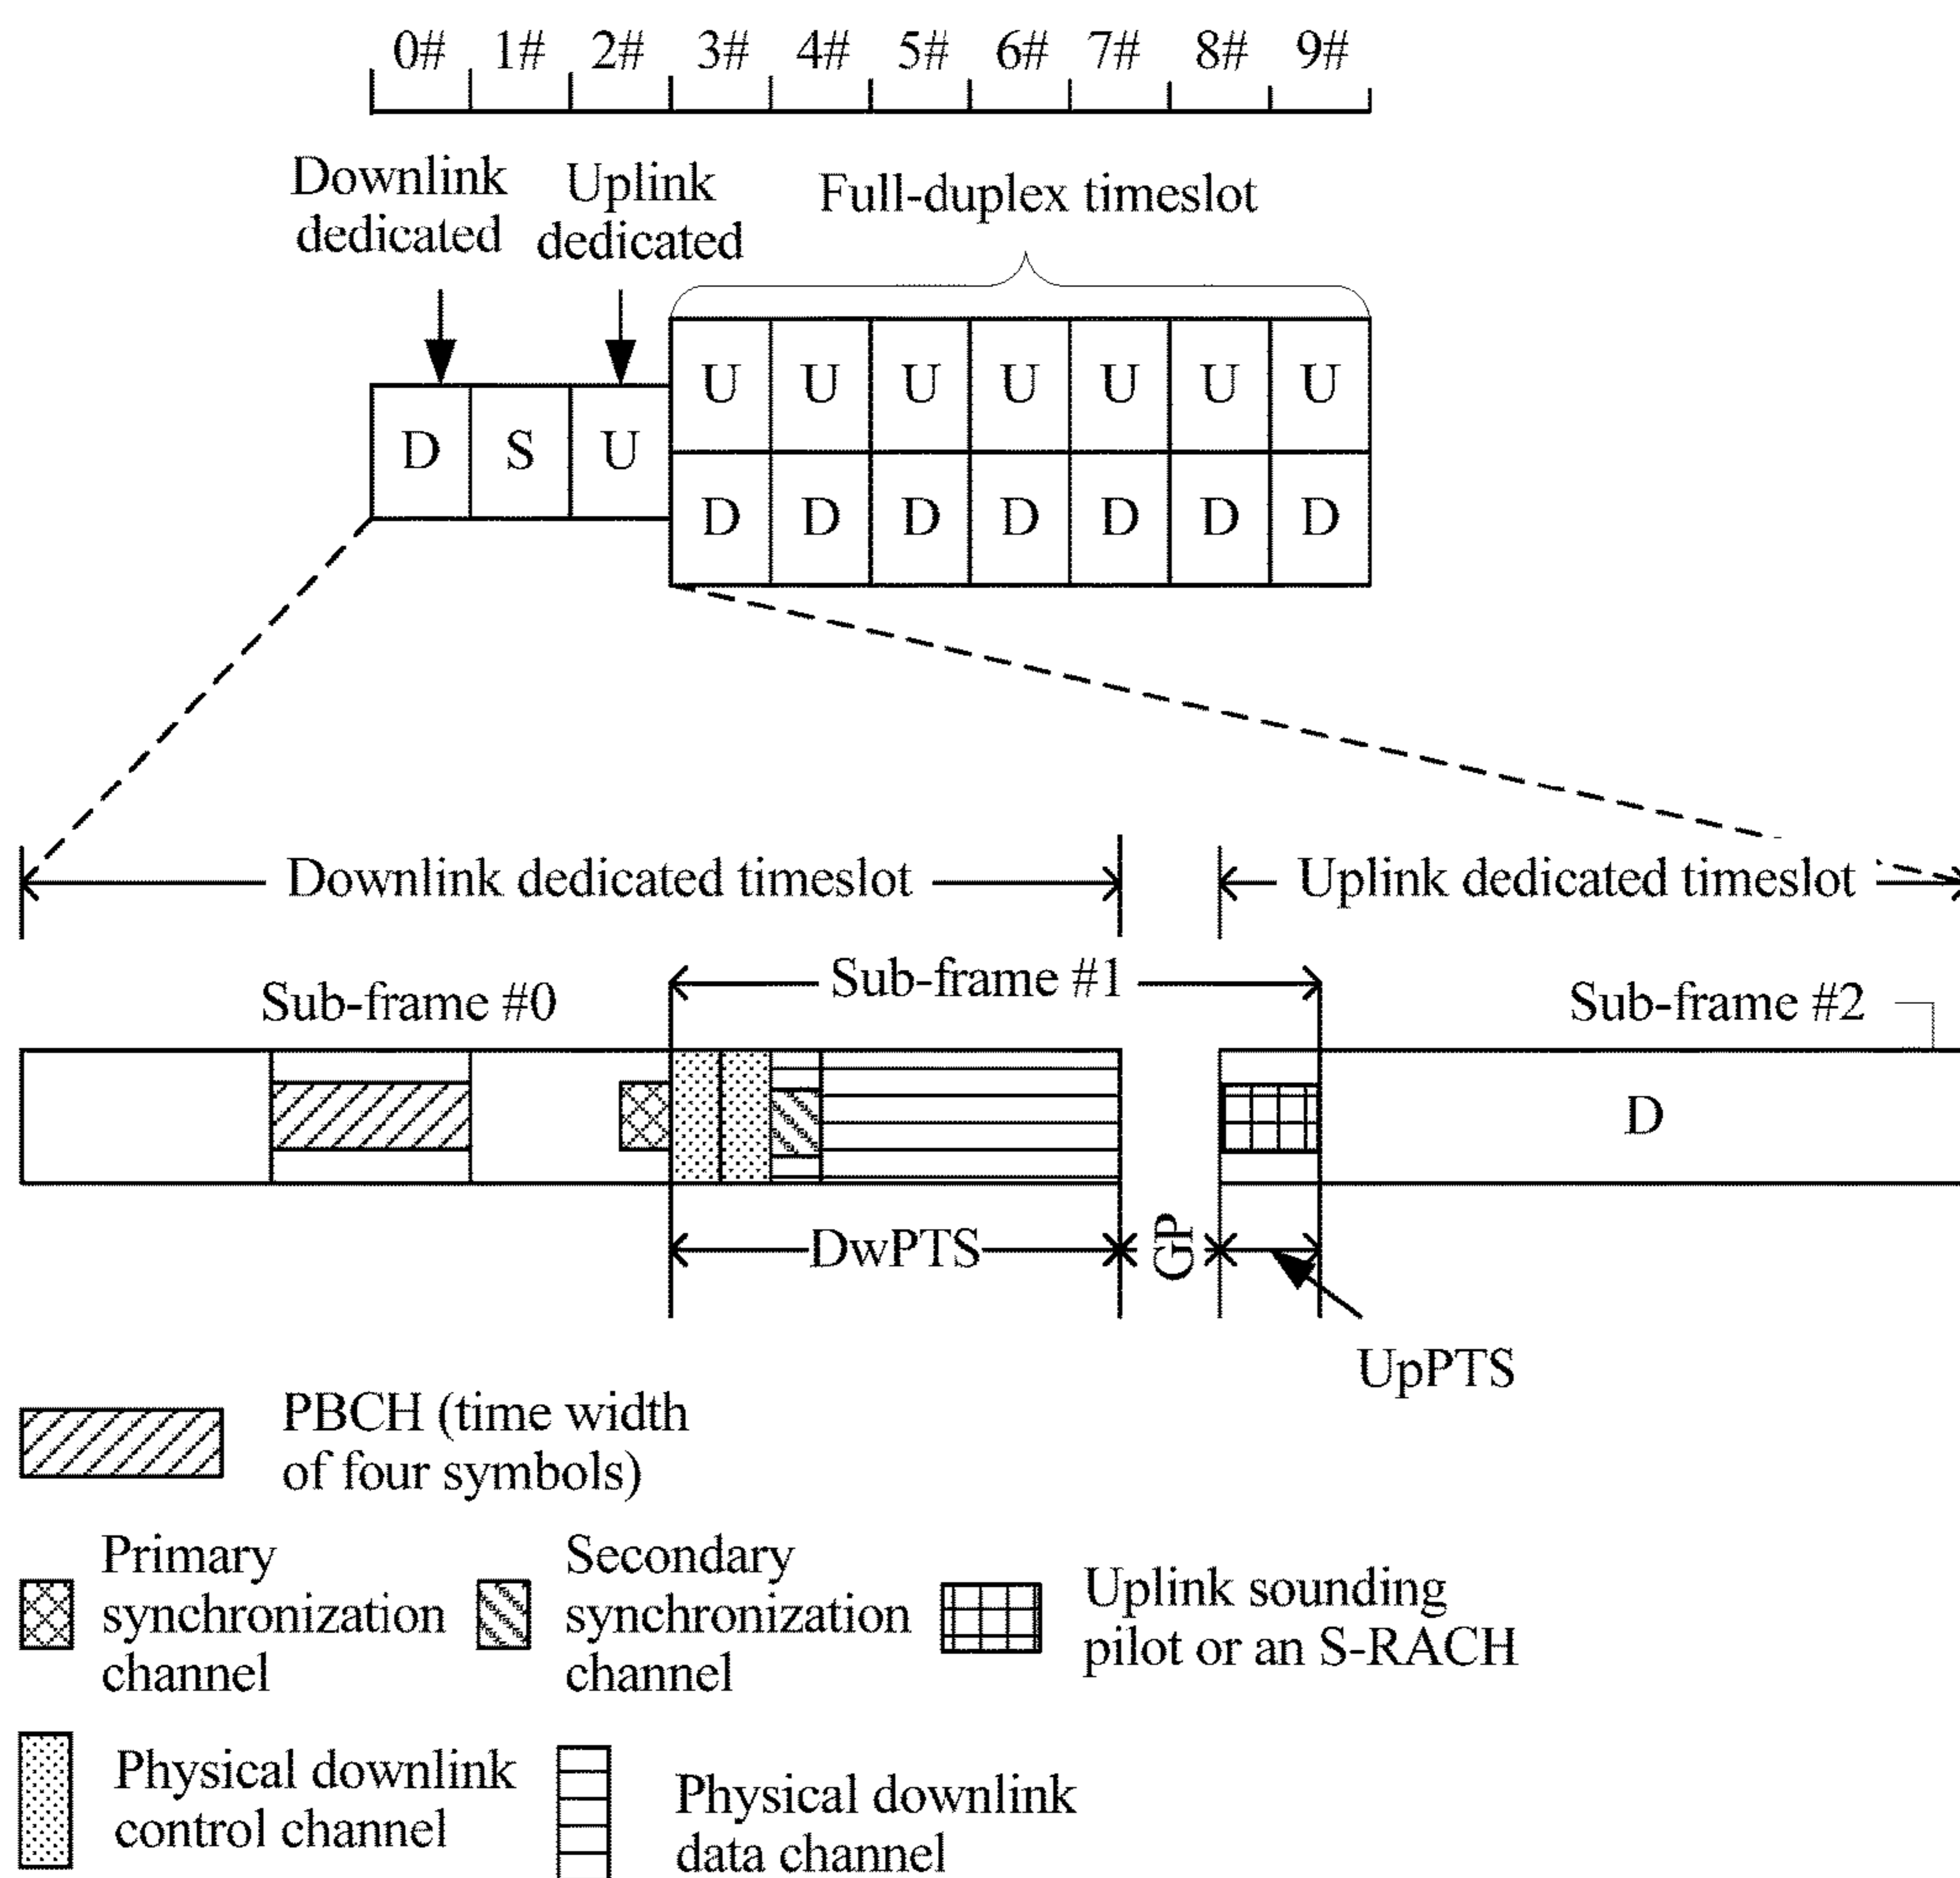 0# 1# 2# 3# 4# 5# 6# 7# 8# 9#
Downlink
dedicated
Uplink
dedicated
Full-duplex timeslot
U U U U U U U
D S U
D D D D D D D
Downlink dedicated timeslot
Uplink dedicated timeslot
Sub-frame #0
Sub-frame #1
Sub-frame #2
D
DwPTS
GP
UpPTS
PBCH (time width
of four symbols)
Primary
synchronization
channel
Secondary
synchronization
channel
Uplink sounding
pilot or an S-RACH
Physical downlink
control channel
Physical downlink
data channel